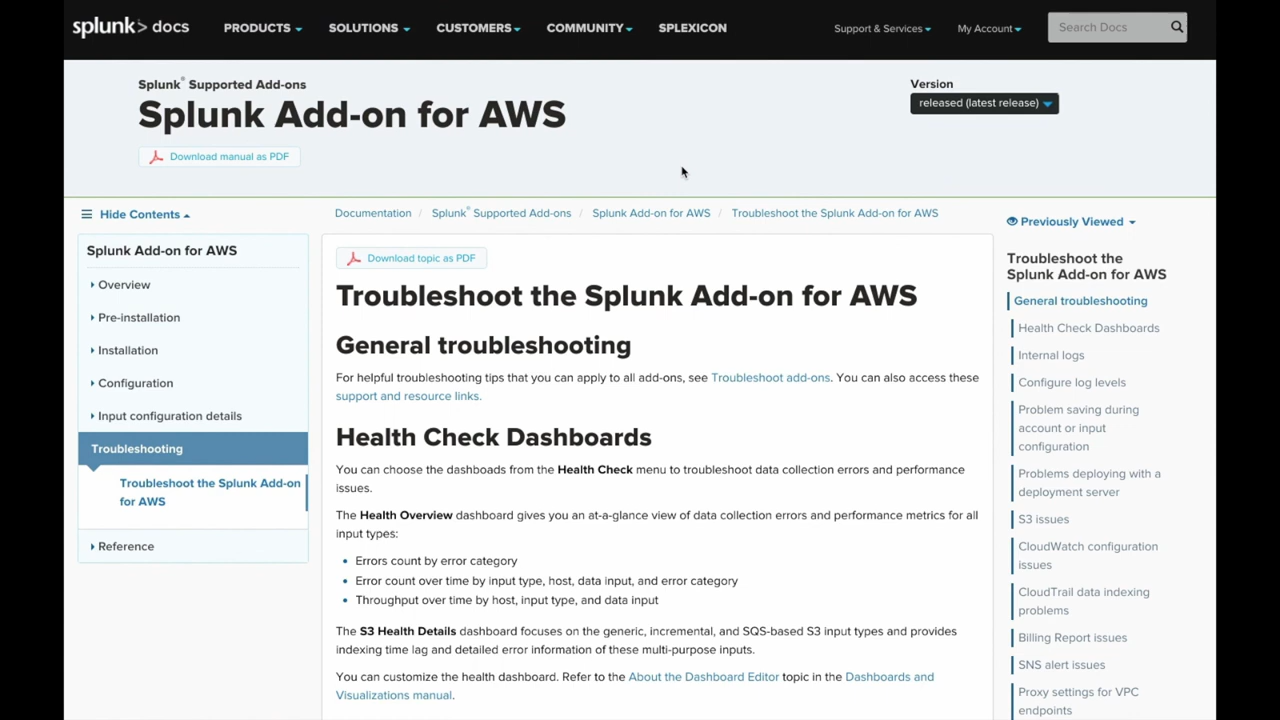 splunk> docs
PRODUCTS
SOLUTIONS
CUSTOMERS
COMMUNITY
SPLEXICON
Support & Services
My Account
Search Docs
Splunk® Supported Add-ons
Splunk Add-on for AWS
Download manual as PDF
Version
released (latest release)
Hide Contents
Splunk Add-on for AWS
Overview
Pre-installation
Installation
Configuration
Input configuration details
Troubleshooting
Troubleshoot the Splunk Add-on
for AWS
Reference
Documentation / Splunk® Supported Add-ons / Splunk Add-on for AWS / Troubleshoot the Splunk Add-on for AWS
Download topic as PDF
Troubleshoot the Splunk Add-on for AWS
General troubleshooting
For helpful troubleshooting tips that you can apply to all add-ons, see Troubleshoot add-ons. You can also access these
support and resource links.
Health Check Dashboards
You can choose the dashboads from the Health Check menu to troubleshoot data collection errors and performance
issues.
The Health Overview dashboard gives you an at-a-glance view of data collection errors and performance metrics for all
input types:
• Errors count by error category
• Error count over time by input type, host, data input, and error category
• Throughput over time by host, input type, and data input
The S3 Health Details dashboard focuses on the generic, incremental, and SQS-based S3 input types and provides
indexing time lag and detailed error information of these multi-purpose inputs.
You can customize the health dashboard. Refer to the About the Dashboard Editor topic in the Dashboards and
Visualizations manual.
Previously Viewed
Troubleshoot the
Splunk Add-on for AWS
General troubleshooting
Health Check Dashboards
Internal logs
Configure log levels
Problem saving during
account or input
configuration
Problems deploying with a
deployment server
S3 issues
CloudWatch configuration
issues
CloudTrail data indexing
problems
Billing Report issues
SNS alert issues
Proxy settings for VPC
endpoints